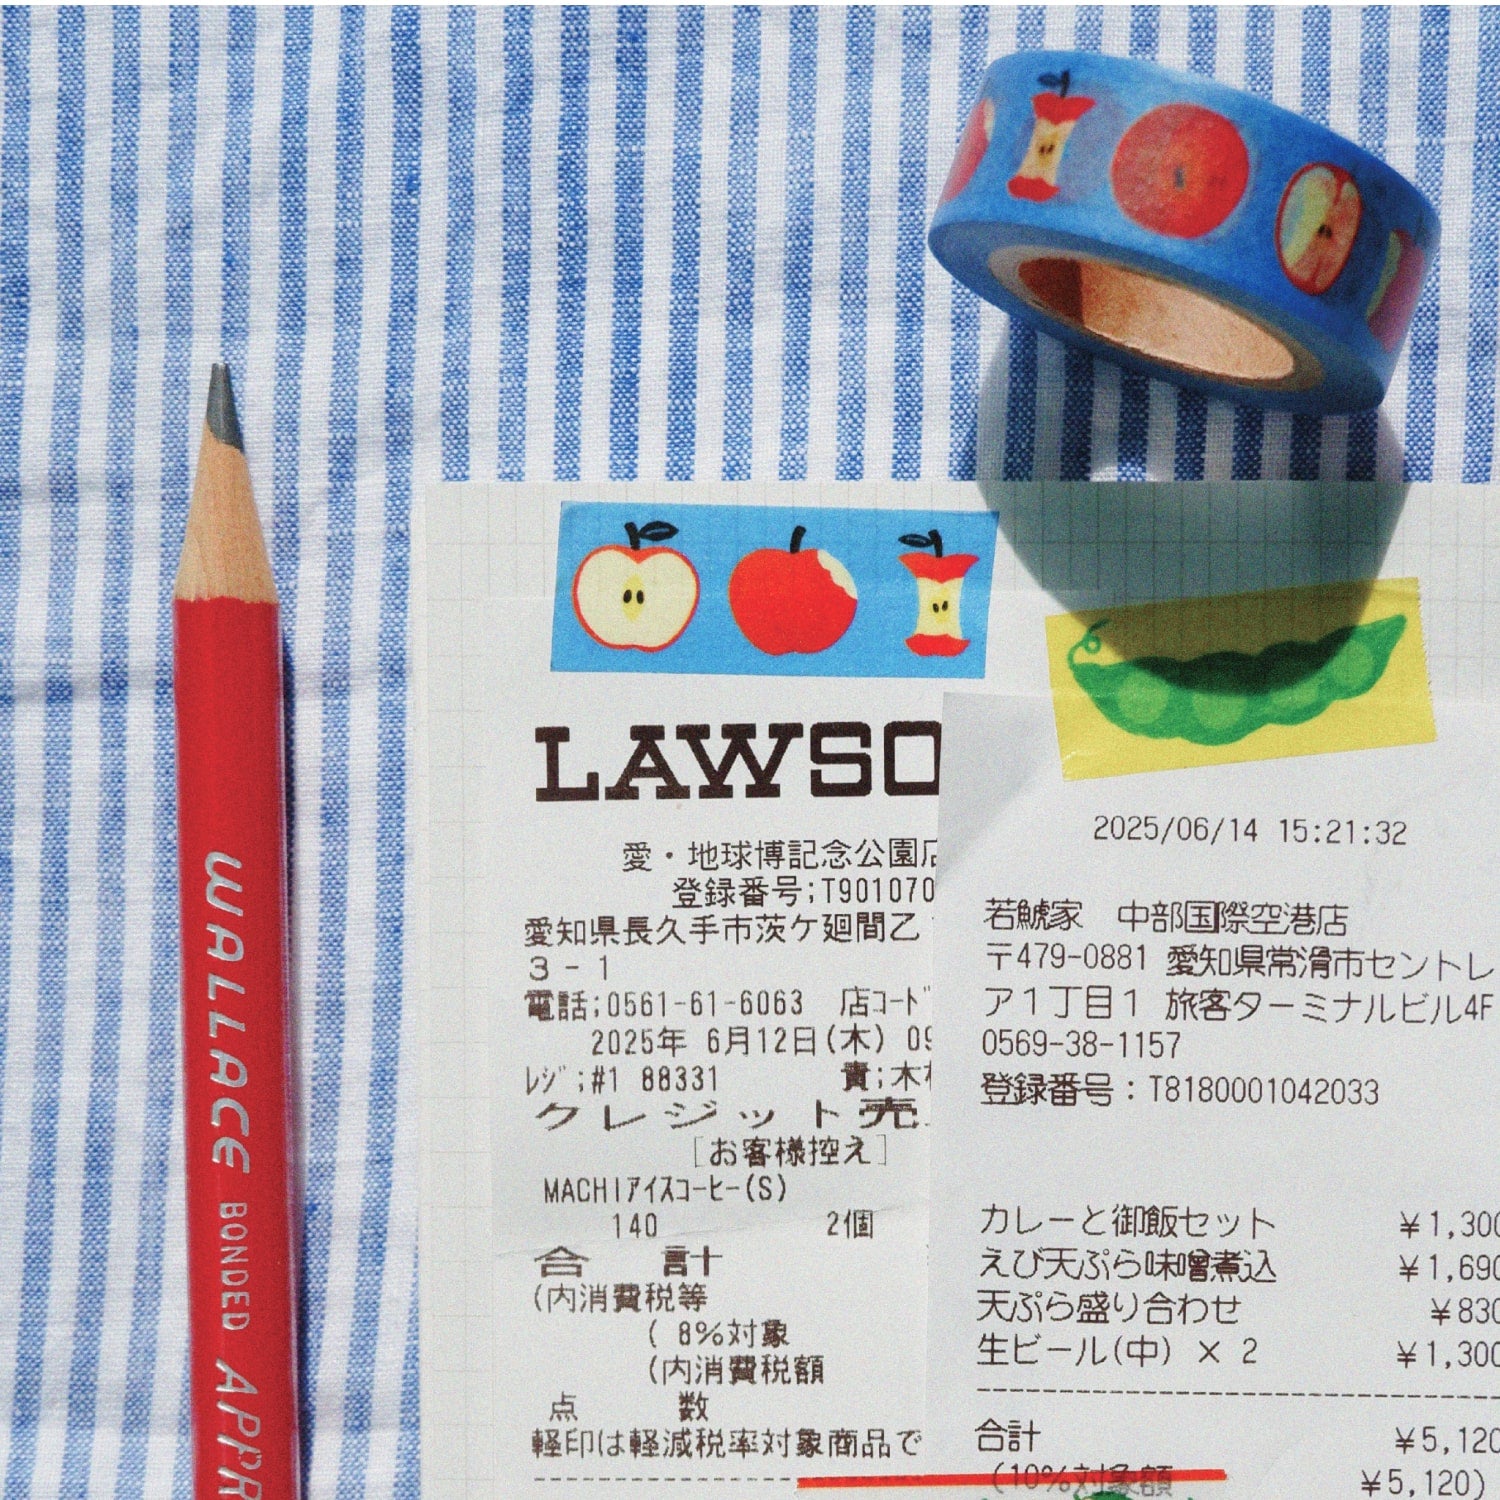 WALLACE BONDED APPR
LAWSO
愛・地球博記念公園店
登録番号;T901070
愛知県長久手市茨ケ廻間乙
3-1
電話;0561-61-6063 店コード
2025年 6月12日(木) 09
レジ;#1 88331 責;木
クレジット売
[お客様控え]
MACHIアイスコーヒー(S)
140 2個
合 計
(内消費税等
( 8%対象
(内消費税額
点 数
軽印は軽減税率対象商品で
2025/06/14 15:21:32
若鯱家 中部国際空港店
〒479-0881 愛知県常滑市セントレ
ア1丁目1 旅客ターミナルビル4F
0569-38-1157
登録番号:T8180001042033
カレーと御飯セット ¥1,300
えび天ぷら味噌煮込 ¥1,690
天ぷら盛り合わせ ¥830
生ビール(中) × 2 ¥1,300
合計 ¥5,120
(10%対象額 ¥5,120)